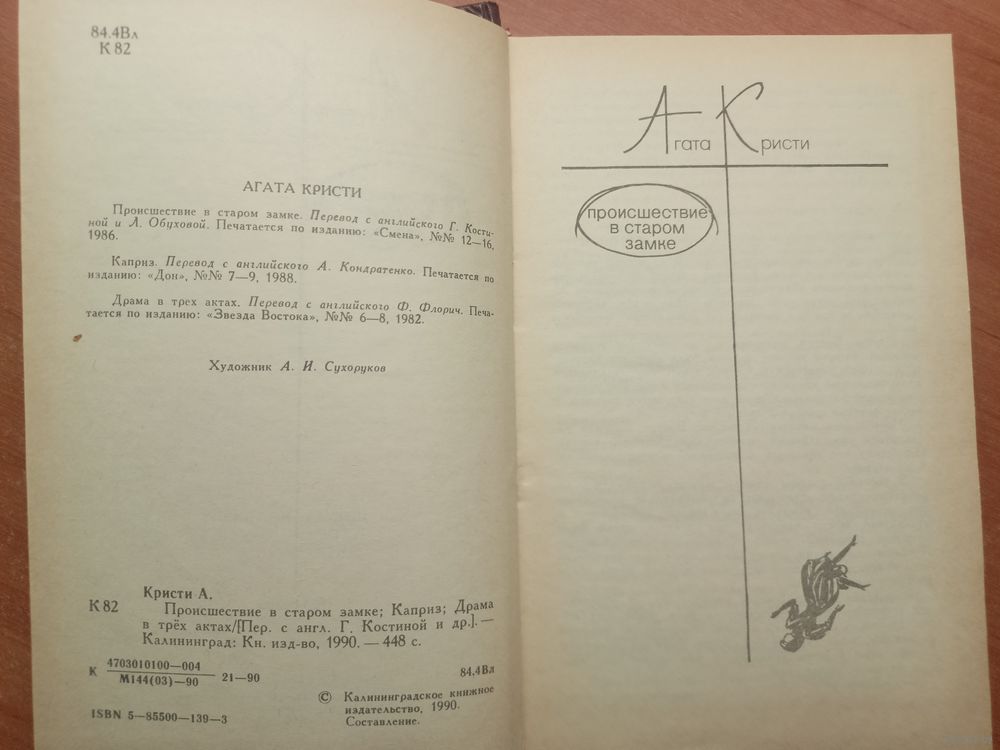 84.4Вл
К 82
АГАТА КРИСТИ
Происшествие в старом замке. Перевод с английского Г. Кости-
ной и Л. Обуховой. Печатается по изданию: «Смена», №№ 12—16,
1986.
Каприз. Перевод с английского А. Кондратенко. Печатается по
изданию: «Дон», №№ 7—9, 1988.
Драма в трех актах. Перевод с английского Ф. Флорич. Печа-
тается по изданию: «Звезда Востока», №№ 6—8, 1982.
Художник А. И. Сухоруков
Кристи А.
К 82 Происшествие в старом замке; Каприз; Драма
в трёх актах/[Пер. с англ. Г. Костиной и др.].—
Калининград: Кн. изд-во, 1990. — 448 с.
К 4703010100—004
М144(03)—90 21—90
84.4Вл
© Калининградское книжное
издательство, 1990.
Составление.
ISBN 5—85500—139—3
Агата Кристи
происшествие
в старом
замке